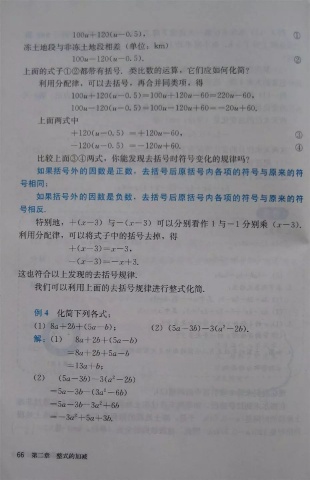 100u+120(u-0.5), ①
冻土地段与非冻土地段相差(单位:km)
100u-120(u-0.5). ②
上面的式子①②都带有括号,类比数的运算,它们应如何化简?
利用分配律,可以去括号,再合并同类项,得
100u+120(u-0.5)=100u+120u-60=220u-60,
100u-120(u-0.5)=100u-120u+60=-20u+60.
上面两式中
+120(u-0.5)=+120u-60, ③
-120(u-0.5)=-120u+60. ④
比较上面③④两式,你能发现去括号时符号变化的规律吗?
如果括号外的因数是正数,去括号后原括号内各项的符号与原来的符
号相同;
如果括号外的因数是负数,去括号后原括号内各项的符号与原来的符
号相反.
特别地,+(x-3)与-(x-3)可以分别看作1与-1分别乘(x-3).
利用分配律,可以将式子中的括号去掉,得
+(x-3)=x-3,
-(x-3)=-x+3.
这也符合以上发现的去括号规律.
我们可以利用上面的去括号规律进行整式化简.
例4 化简下列各式:
(1) 8a+2b+(5a-b); (2) (5a-3b)-3(a²-2b).
解:(1) 8a+2b+(5a-b)
=8a+2b+5a-b
=13a+b;
(2) (5a-3b)-3(a²-2b)
=5a-3b-(3a²-6b)
=5a-3b-3a²+6b
=-3a²+5a+3b.
66 第二章 整式的加减